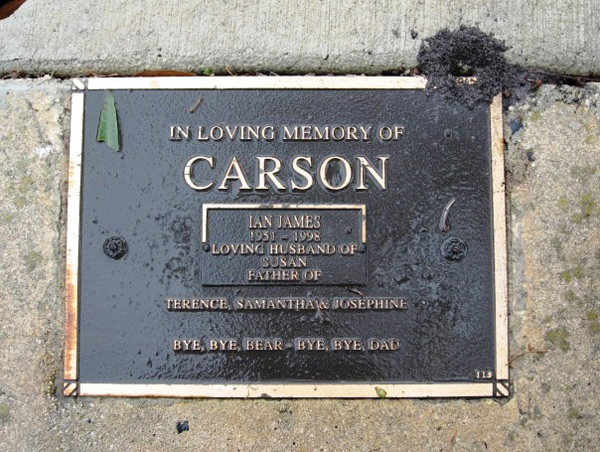 IN LOVING MEMORY OF
CARSON
IAN JAMES
1951 - 1998
LOVING HUSBAND OF
SUSAN
FATHER OF
TERENCE, SAMANTHA & JOSEPHINE
BYE, BYE, BEAR - BYE, BYE, DAD